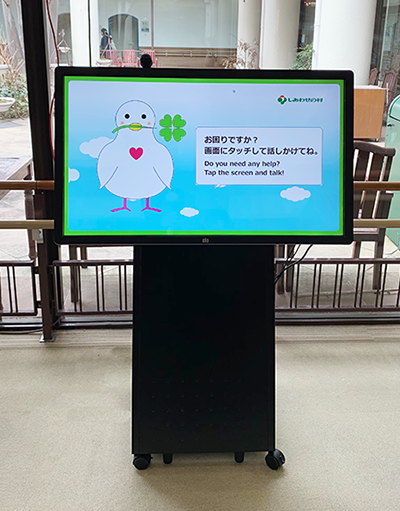 しあわせの村
お困りですか？
画面にタッチして話しかけてね。
Do you need any help?
Tap the screen and talk!